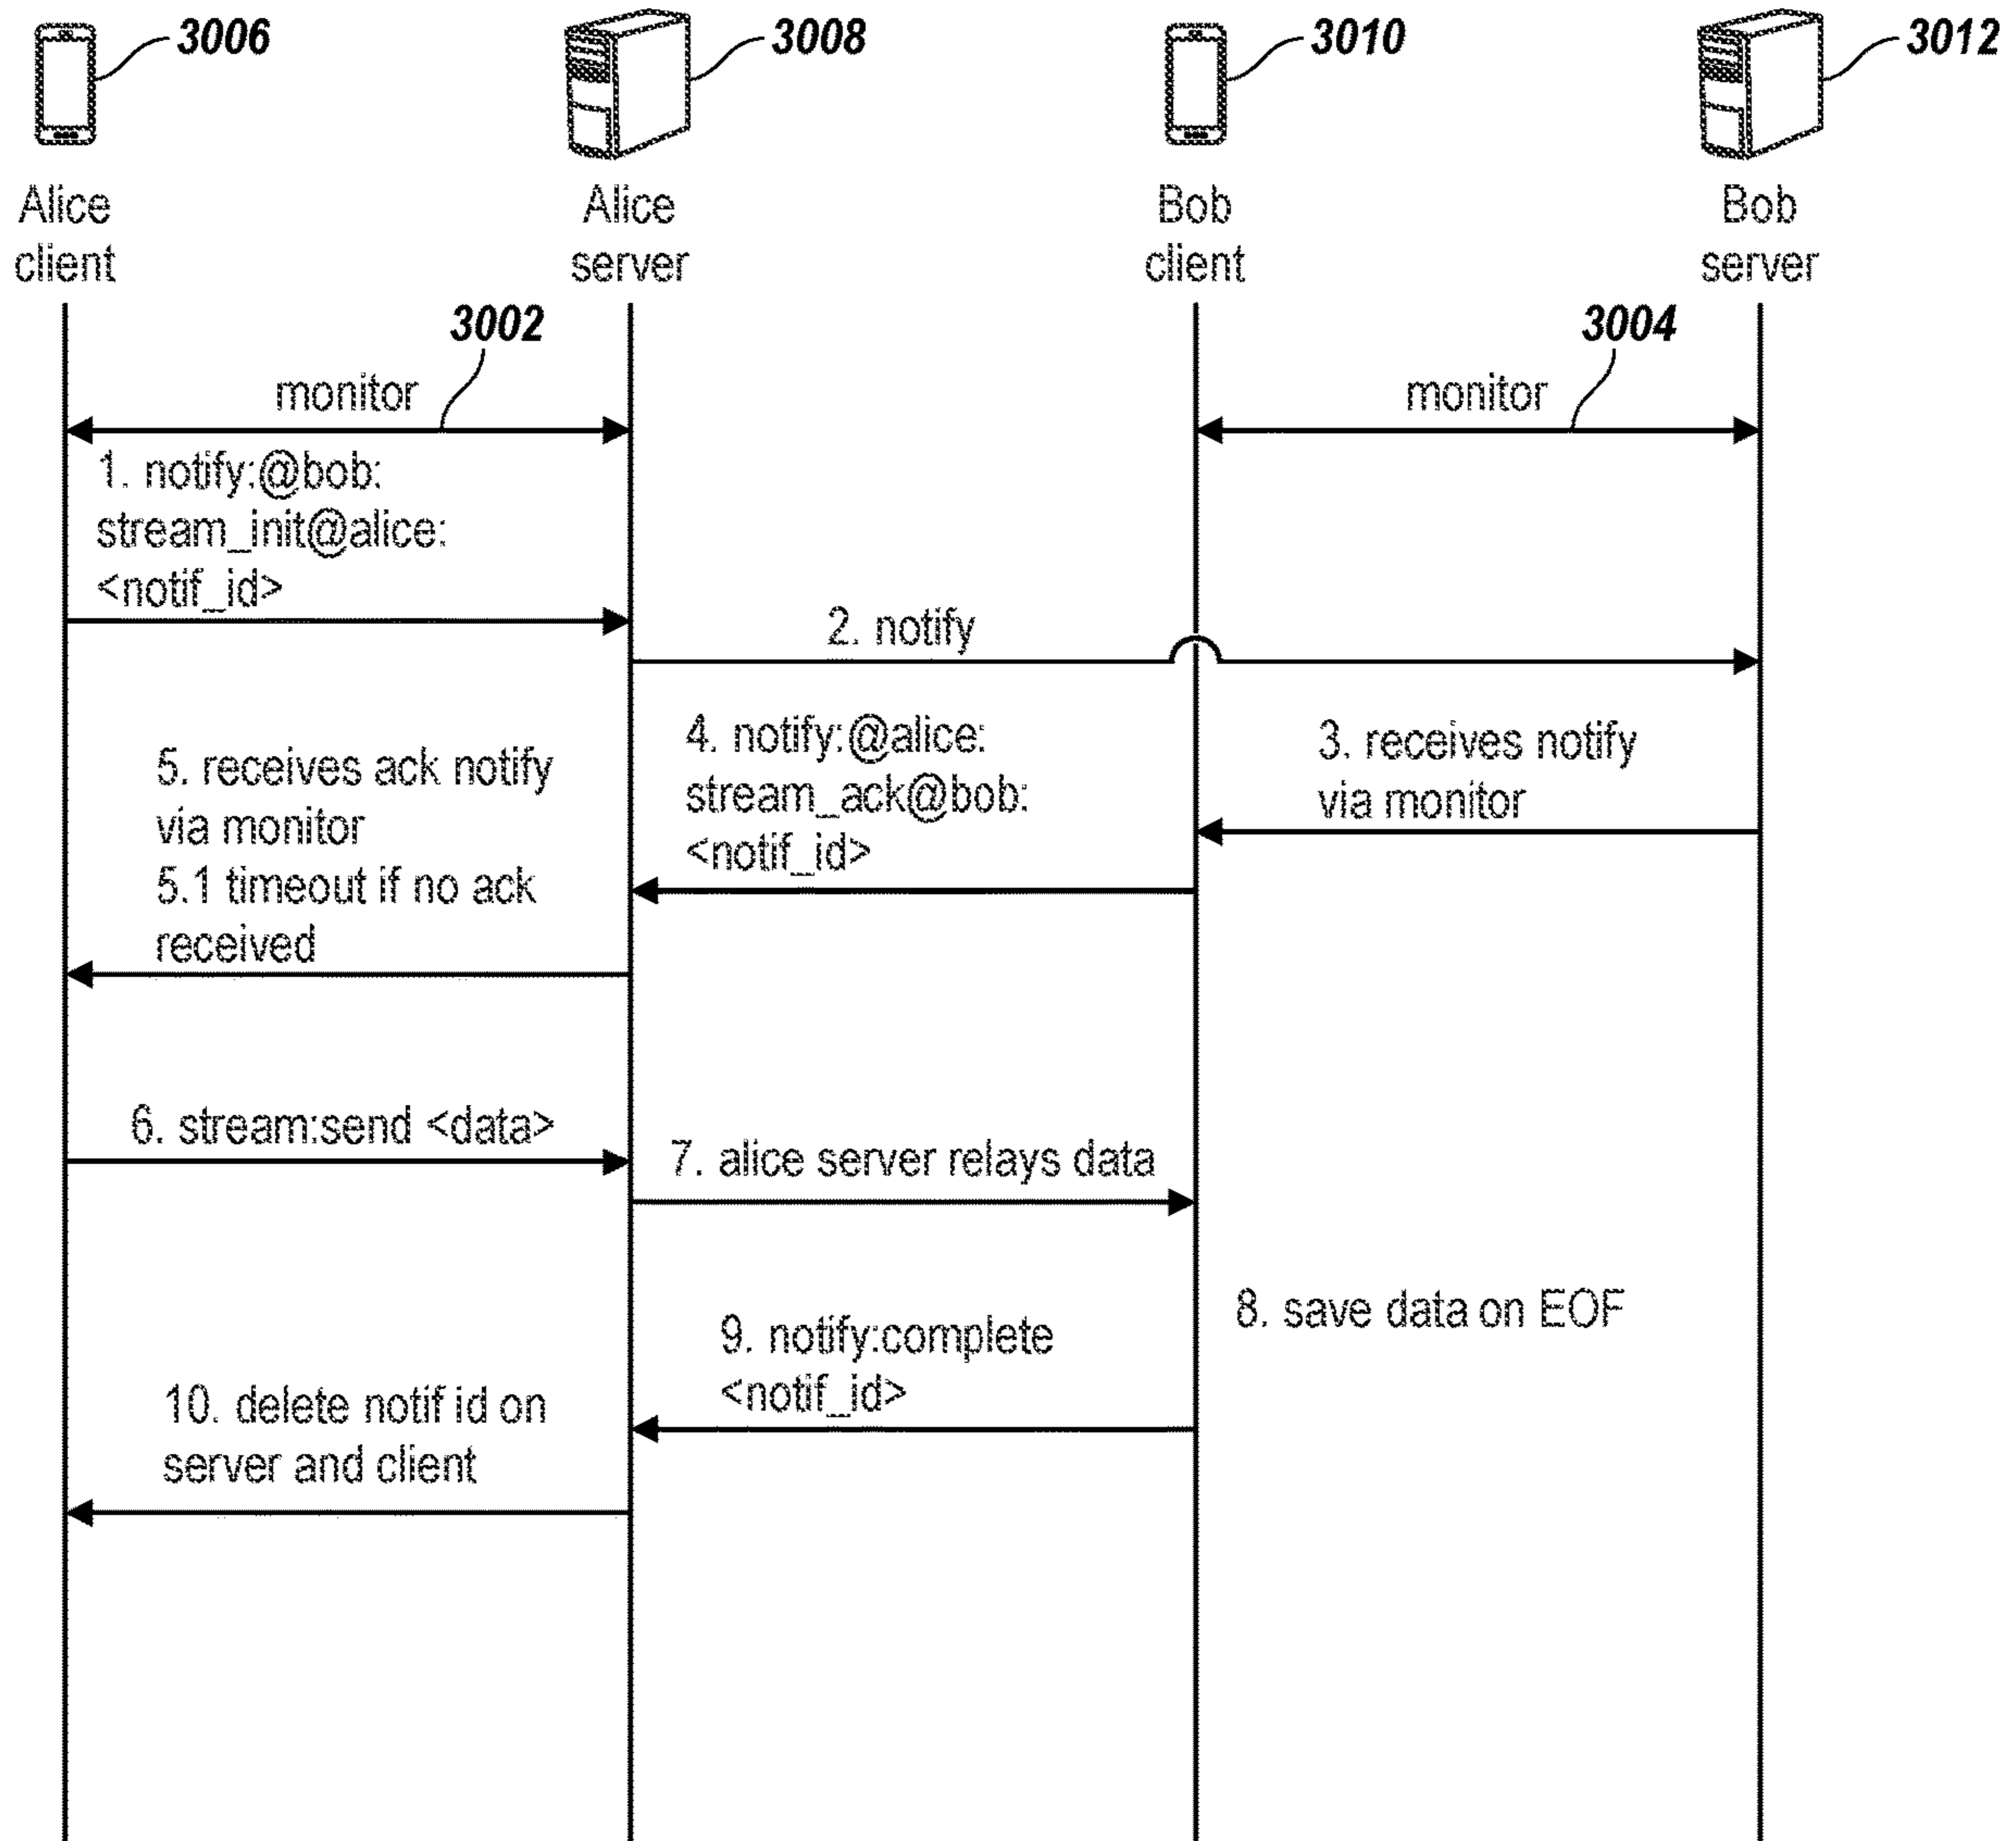 3006
3008
3010
3012
Alice
client
Alice
server
Bob
client
Bob
server
3002
3004
monitor
monitor
1. notify:@bob:
stream_init@alice:
<notif_id>
2. notify
3. receives notify
via monitor
4. notify:@alice:
stream_ack@bob:
<notif_id>
5. receives ack notify
via monitor
5.1 timeout if no ack
received
6. stream:send <data>
7. alice server relays data
8. save data on EOF
9. notify:complete
<notif_id>
10. delete notif id on
server and client